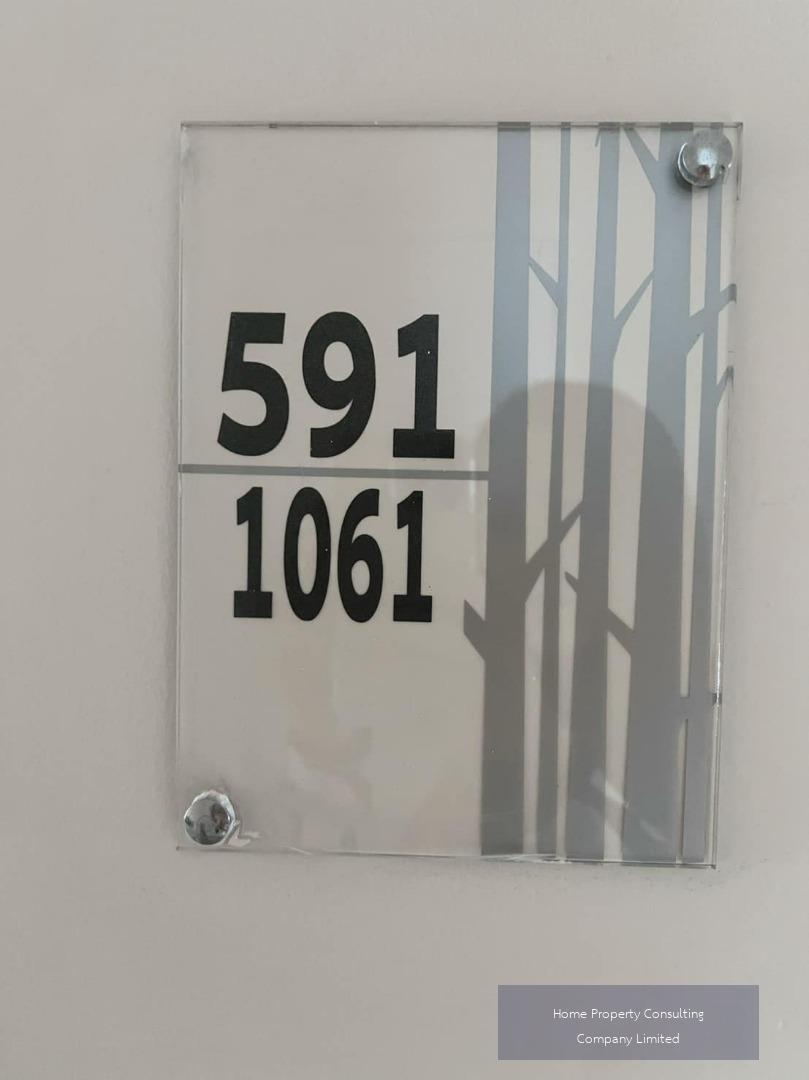 591
1061
Home Property Consulting
Company Limited